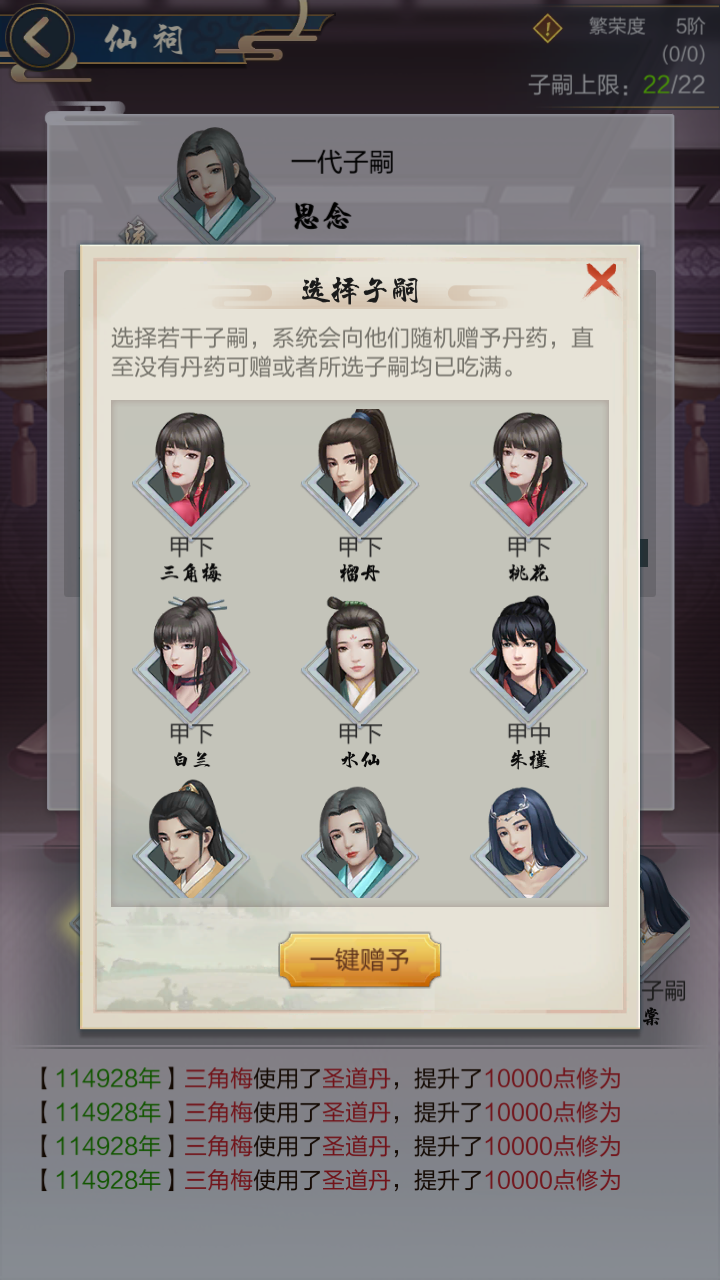 仙祠
繁荣度 5阶
(0/0)
子嗣上限：22/22
一代子嗣
思念
流
选择子嗣
选择若干子嗣，系统会向他们随机赠予丹药，直
至没有丹药可赠或者所选子嗣均已吃满。
甲下 甲下 甲下
三角梅 榴丹 桃花
甲下 甲下 甲中
白兰 水仙 朱槿
一键赠予
子嗣
棠
【114928年】三角梅使用了圣道丹，提升了10000点修为
【114928年】三角梅使用了圣道丹，提升了10000点修为
【114928年】三角梅使用了圣道丹，提升了10000点修为
【114928年】三角梅使用了圣道丹，提升了10000点修为